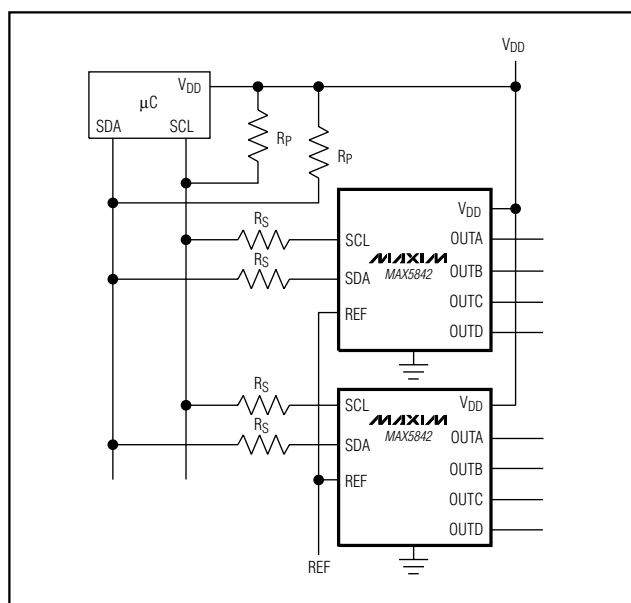 VDD
μC
VDD
SDA
SCL
RP
RP
RS
SCL
VDD
OUTA
MAXIM
MAX5842
RS
SDA
OUTB
OUTC
REF
OUTD
RS
SCL
VDD
MAXIM
MAX5842
RS
SDA
OUTA
OUTB
REF
OUTC
OUTD
REF